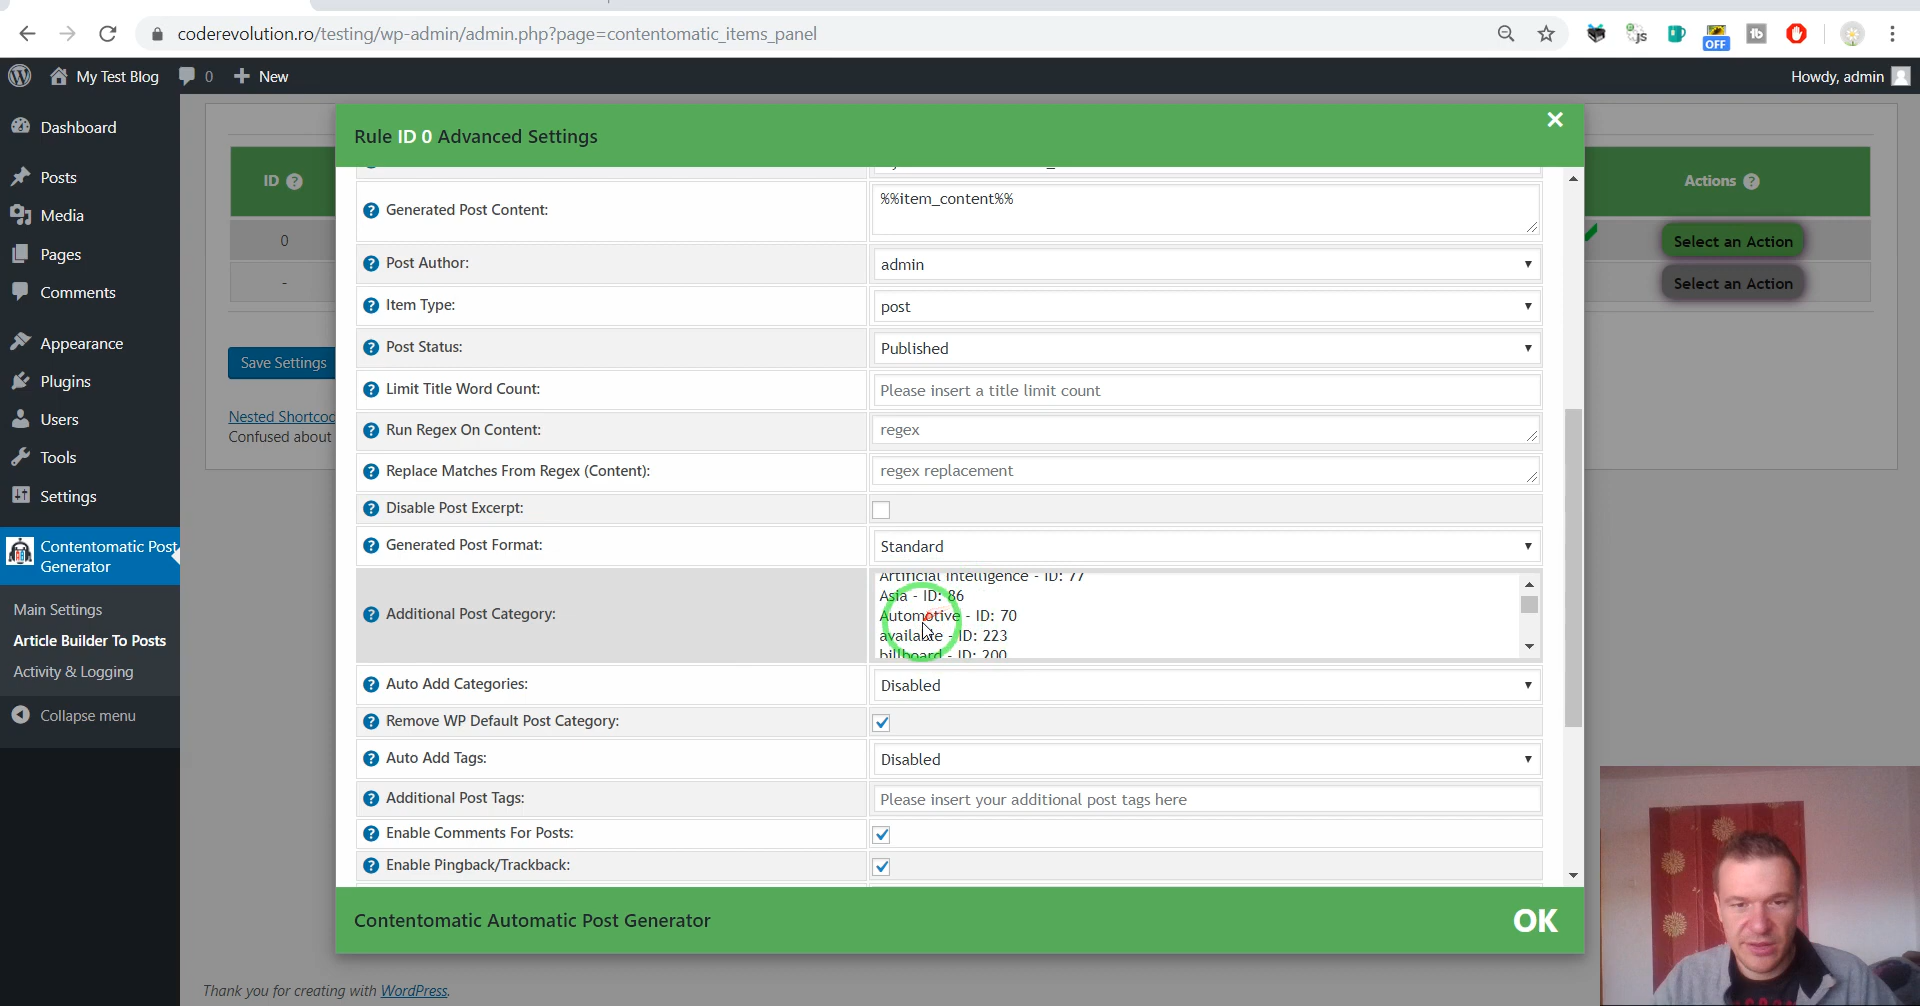 coderevolution.ro/testing/wp-admin/admin.php?page=contentomatic_items_panel
OFF
My Test Blog
0
New
Howdy, admin
Dashboard
Posts
Media
Pages
Comments
Appearance
Plugins
Users
Tools
Settings
Contentomatic Post
Generator
Main Settings
Article Builder To Posts
Activity & Logging
Collapse menu
ID
0
-
Save Settings
Nested Shortcod
Confused about
Actions
Select an Action
Select an Action
Rule ID 0 Advanced Settings
Generated Post Content:
%%item_content%%
Post Author:
admin
Item Type:
post
Post Status:
Published
Limit Title Word Count:
Please insert a title limit count
Run Regex On Content:
regex
Replace Matches From Regex (Content):
regex replacement
Disable Post Excerpt:
Generated Post Format:
Standard
Additional Post Category:
Artificial Intelligence - ID: 77
Asia - ID: 86
Automotive - ID: 70
available - ID: 223
billboard - ID: 200
Auto Add Categories:
Disabled
Remove WP Default Post Category:
Auto Add Tags:
Disabled
Additional Post Tags:
Please insert your additional post tags here
Enable Comments For Posts:
Enable Pingback/Trackback:
Contentomatic Automatic Post Generator
OK
Thank you for creating with WordPress.